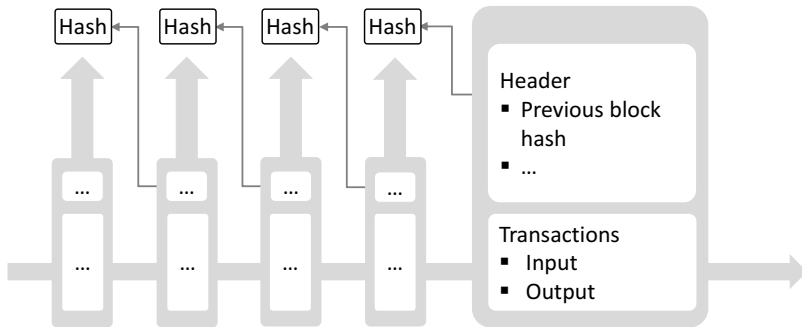 Hash Hash Hash Hash
Header
▪ Previous block
hash
▪ ...
... ... ... ...
Transactions
▪ Input
▪ Output
... ... ... ...